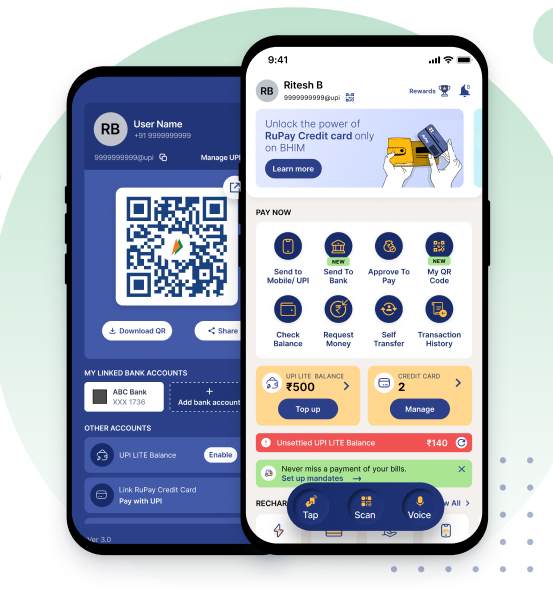 RB
User Name
+91 9999999999
9999999999@upi
Manage UPI
Download QR
Share
MY LINKED BANK ACCOUNTS
ABC Bank
XXX 1736
+
Add bank account
OTHER ACCOUNTS
UPI LITE Balance
Enable
Link RuPay Credit Card
Pay with UPI
Ver 3.0
9:41
RB
Ritesh B
9999999999@upi
Rewards
Unlock the power of
RuPay Credit card only
on BHIM
Learn more
PAY NOW
Send to
Mobile/ UPI
NEW
Send To
Bank
Approve To
Pay
NEW
My QR
Code
Check
Balance
Request
Money
Self
Transfer
Transaction
History
UPI LITE BALANCE
₹500
Top up
CREDIT CARD
2
Manage
Unsettled UPI LITE Balance
₹140
Never miss a payment of your bills.
Set up mandates →
RECHAR
All
Tap
Scan
Voice